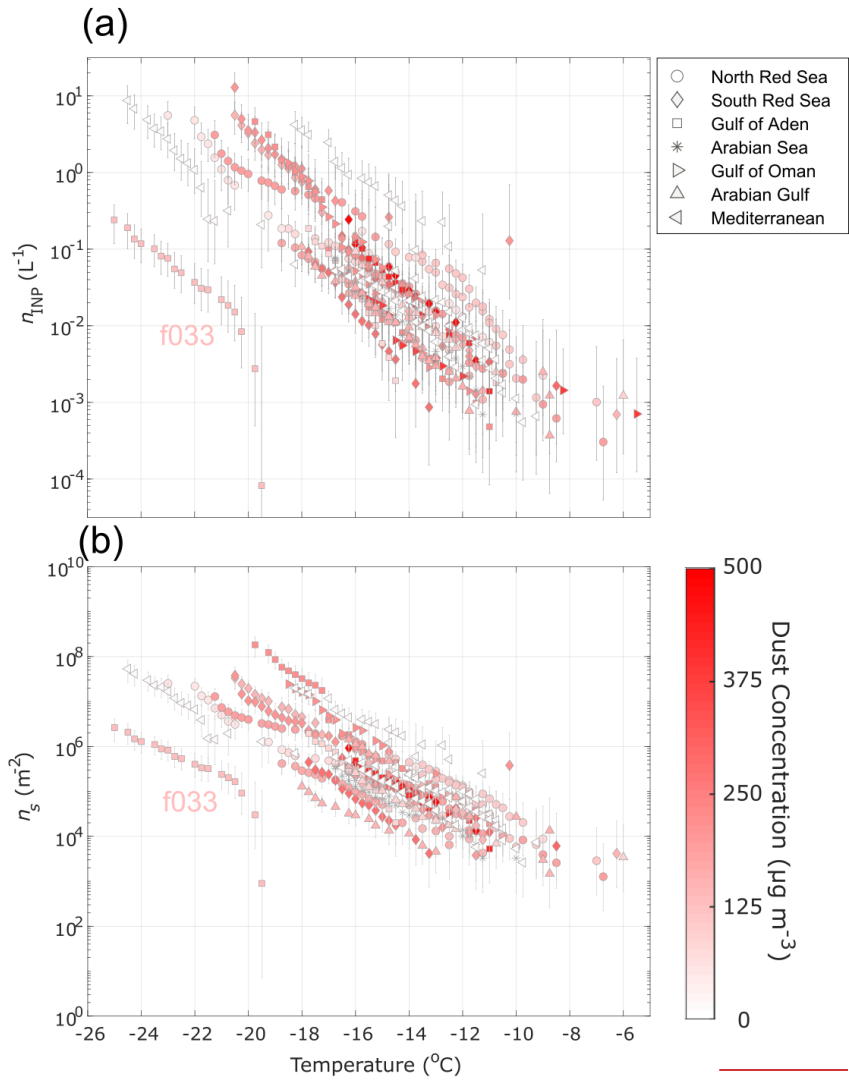 (a)
10^1
10^0
10^-1
10^-2
10^-3
10^-4
n_INP (L^-1)
f033
North Red Sea
South Red Sea
Gulf of Aden
Arabian Sea
Gulf of Oman
Arabian Gulf
Mediterranean
(b)
10^10
10^8
10^6
10^4
10^2
10^0
n_s (m^-2)
f033
-26 -24 -22 -20 -18 -16 -14 -12 -10 -8 -6
Temperature (°C)
500
375
250
125
0
Dust Concentration (µg m^-3)